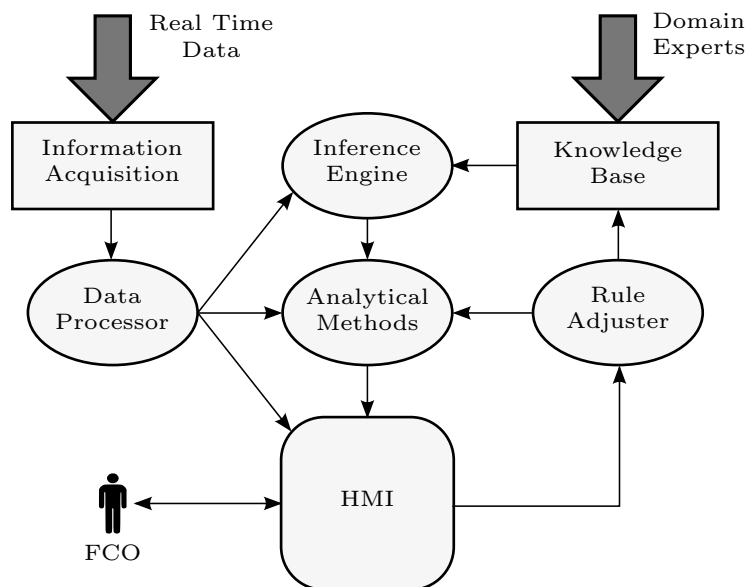 Real Time
Data
Domain
Experts
Information
Acquisition
Inference
Engine
Knowledge
Base
Data
Processor
Analytical
Methods
Rule
Adjuster
HMI
FCO